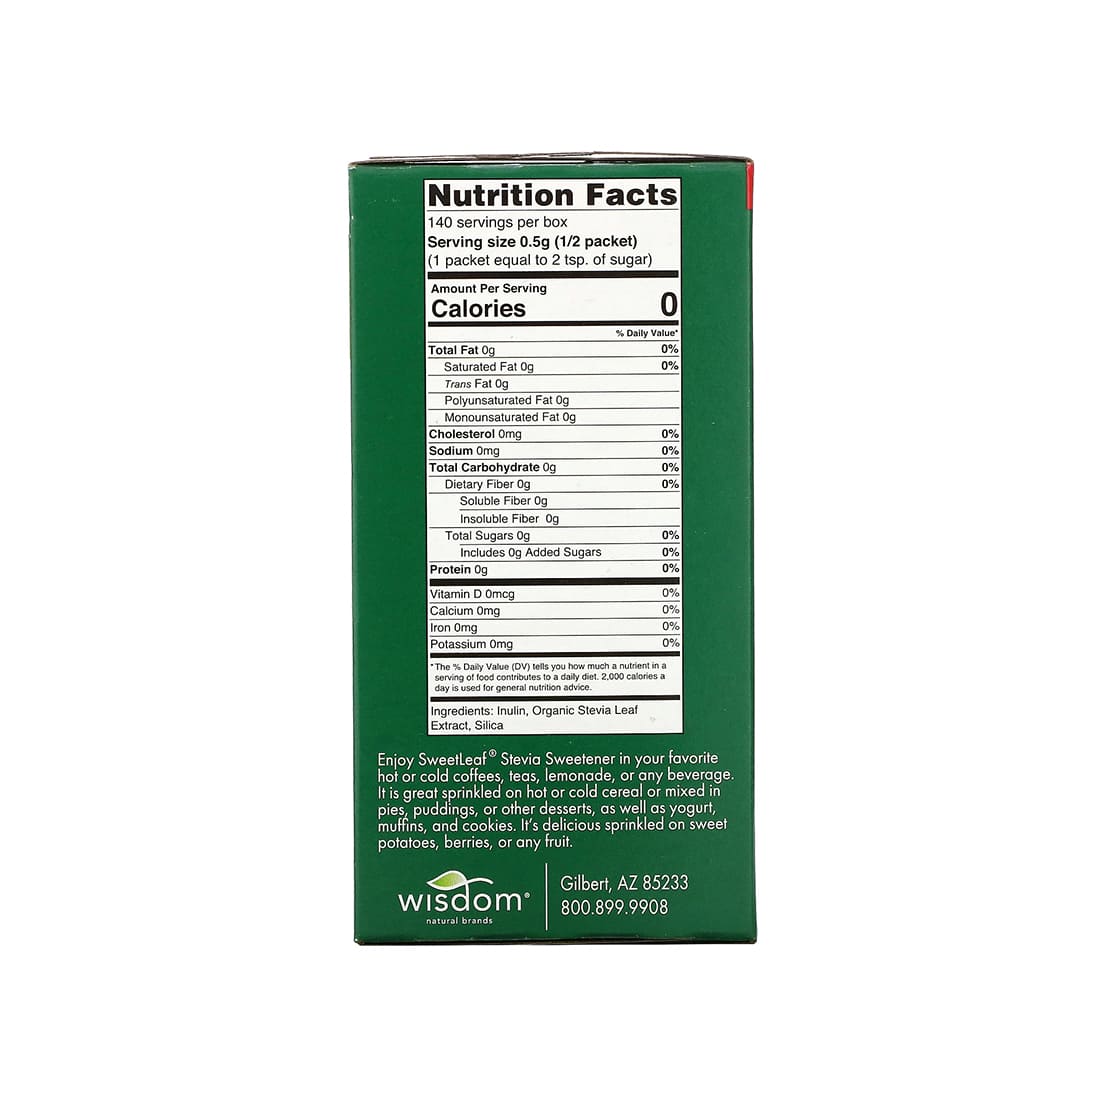 Nutrition Facts
140 servings per box
Serving size 0.5g (1/2 packet)
(1 packet equal to 2 tsp. of sugar)
Amount Per Serving
Calories 0
% Daily Value*
Total Fat 0g 0%
Saturated Fat 0g 0%
Trans Fat 0g
Polyunsaturated Fat 0g
Monounsaturated Fat 0g
Cholesterol 0mg 0%
Sodium 0mg 0%
Total Carbohydrate 0g 0%
Dietary Fiber 0g 0%
Soluble Fiber 0g
Insoluble Fiber 0g
Total Sugars 0g 0%
Includes 0g Added Sugars 0%
Protein 0g 0%
Vitamin D 0mcg 0%
Calcium 0mg 0%
Iron 0mg 0%
Potassium 0mg 0%
*The % Daily Value (DV) tells you how much a nutrient in a
serving of food contributes to a daily diet. 2,000 calories a
day is used for general nutrition advice.
Ingredients: Inulin, Organic Stevia Leaf
Extract, Silica
Enjoy SweetLeaf® Stevia Sweetener in your favorite
hot or cold coffees, teas, lemonade, or any beverage.
It is great sprinkled on hot or cold cereal or mixed in
pies, puddings, or other desserts, as well as yogurt,
muffins, and cookies. It's delicious sprinkled on sweet
potatoes, berries, or any fruit.
wisdom®
natural brands
Gilbert, AZ 85233
800.899.9908